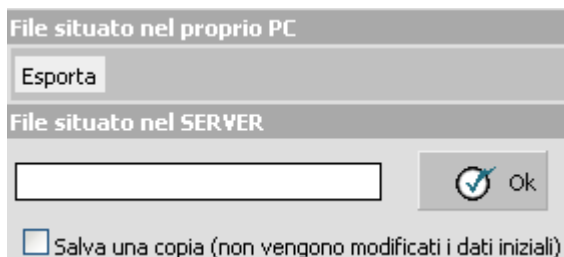 File situato nel proprio PC
Esporta
File situato nel SERVER
Ok
Salva una copia (non vengono modificati i dati iniziali)